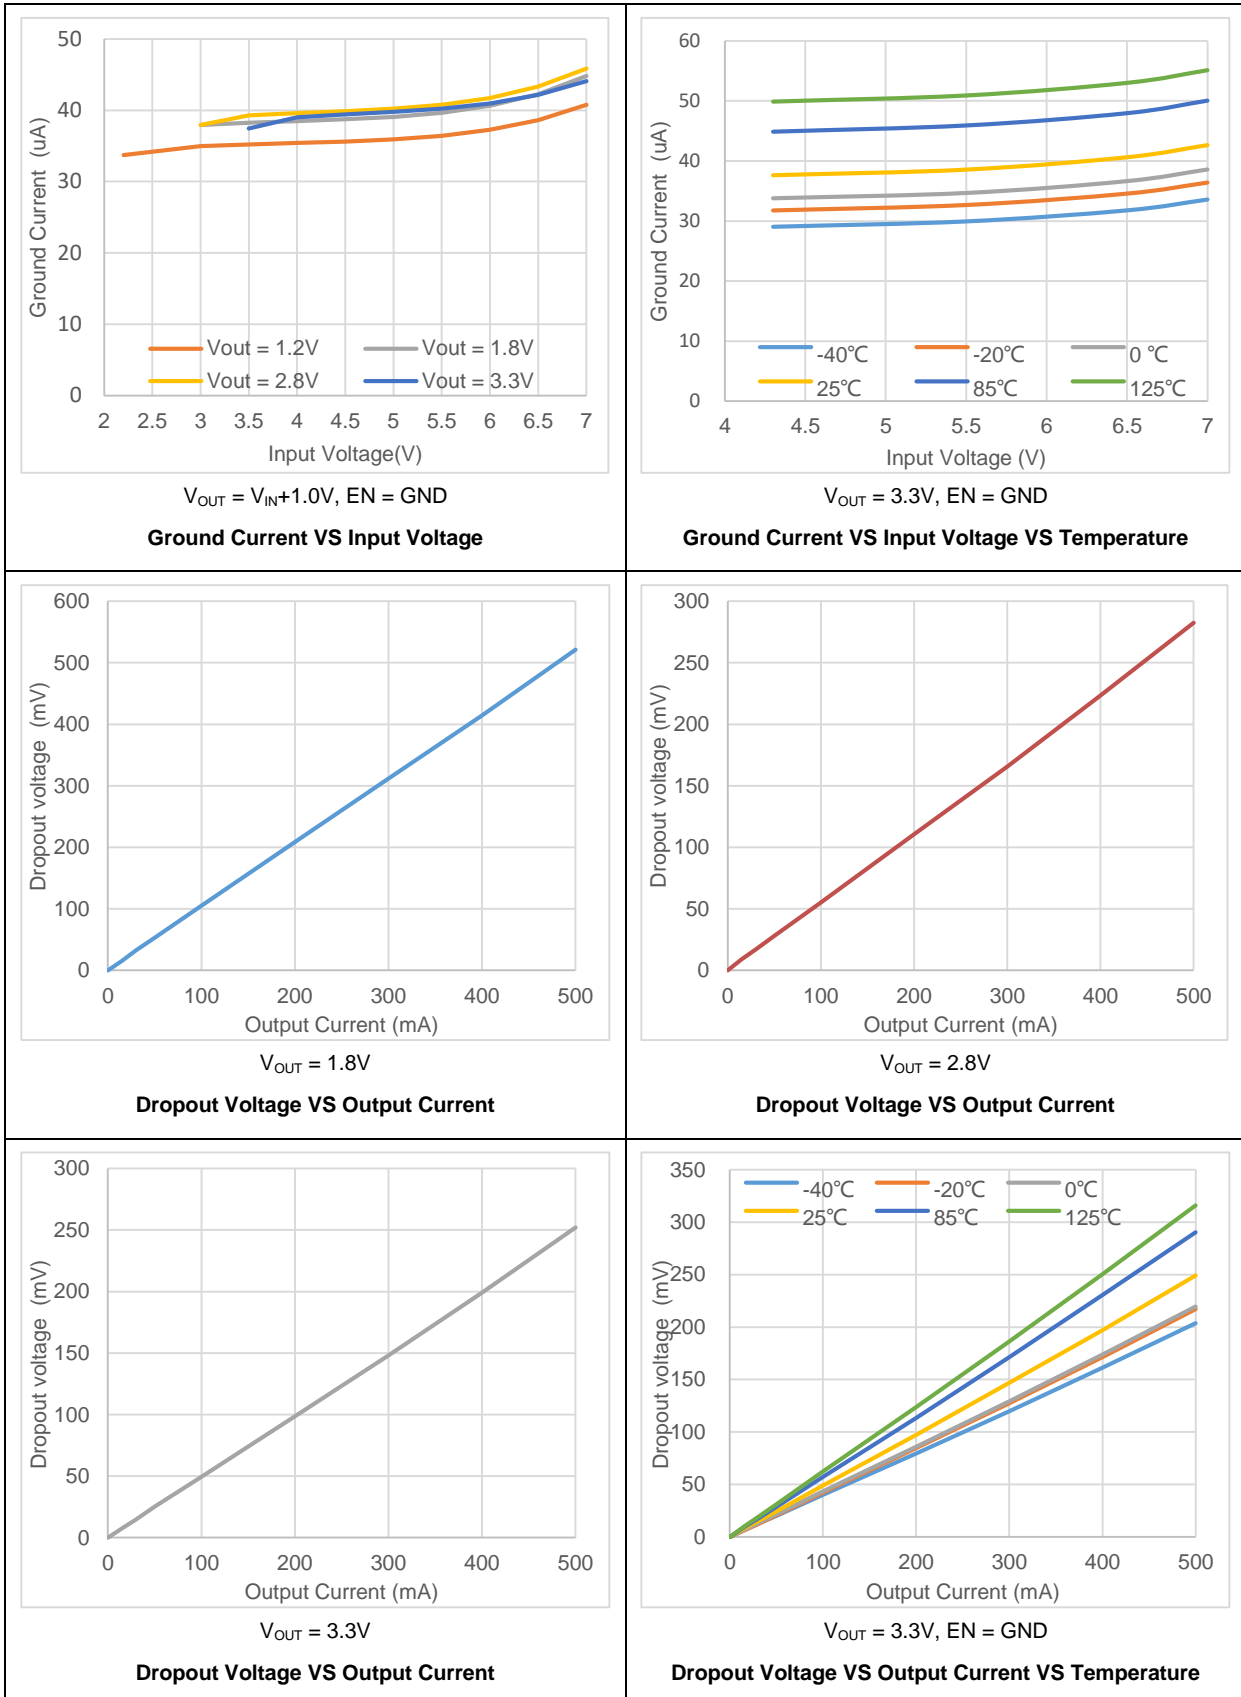 50
40
30
20
10
0
Ground Current (uA)
Vout = 1.2V Vout = 1.8V
Vout = 2.8V Vout = 3.3V
2 2.5 3 3.5 4 4.5 5 5.5 6 6.5 7
Input Voltage(V)
VOUT = VIN+1.0V, EN = GND
Ground Current VS Input Voltage
60
50
40
30
20
10
0
Ground Current (uA)
-40℃ -20℃ 0 ℃
25℃ 85℃ 125℃
4 4.5 5 5.5 6 6.5 7
Input Voltage (V)
VOUT = 3.3V, EN = GND
Ground Current VS Input Voltage VS Temperature
600
500
400
300
200
100
0
Dropout voltage (mV)
0 100 200 300 400 500
Output Current (mA)
VOUT = 1.8V
Dropout Voltage VS Output Current
300
250
200
150
100
50
0
Dropout voltage (mV)
0 100 200 300 400 500
Output Current (mA)
VOUT = 2.8V
Dropout Voltage VS Output Current
300
250
200
150
100
50
0
Dropout voltage (mV)
0 100 200 300 400 500
Output Current (mA)
VOUT = 3.3V
Dropout Voltage VS Output Current
350
300
250
200
150
100
50
0
Dropout voltage (mV)
-40℃ -20℃ 0℃
25℃ 85℃ 125℃
0 100 200 300 400 500
Output Current (mA)
VOUT = 3.3V, EN = GND
Dropout Voltage VS Output Current VS Temperature